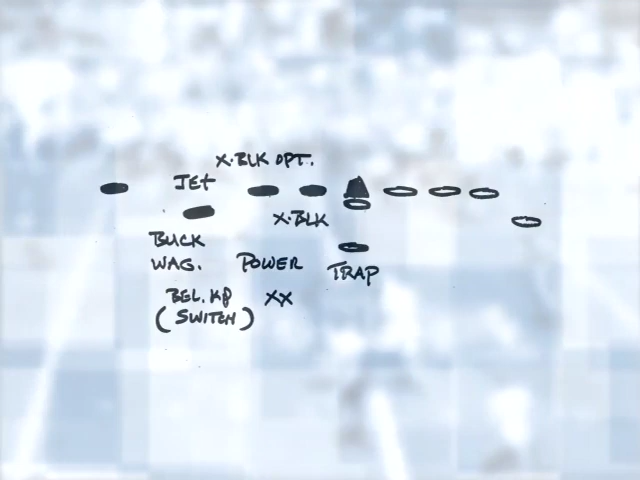 X·BLK OPT.
JET
X·BLK
BUCK
WAG.
POWER
TRAP
BEL. KP
XX
(SWITCH)